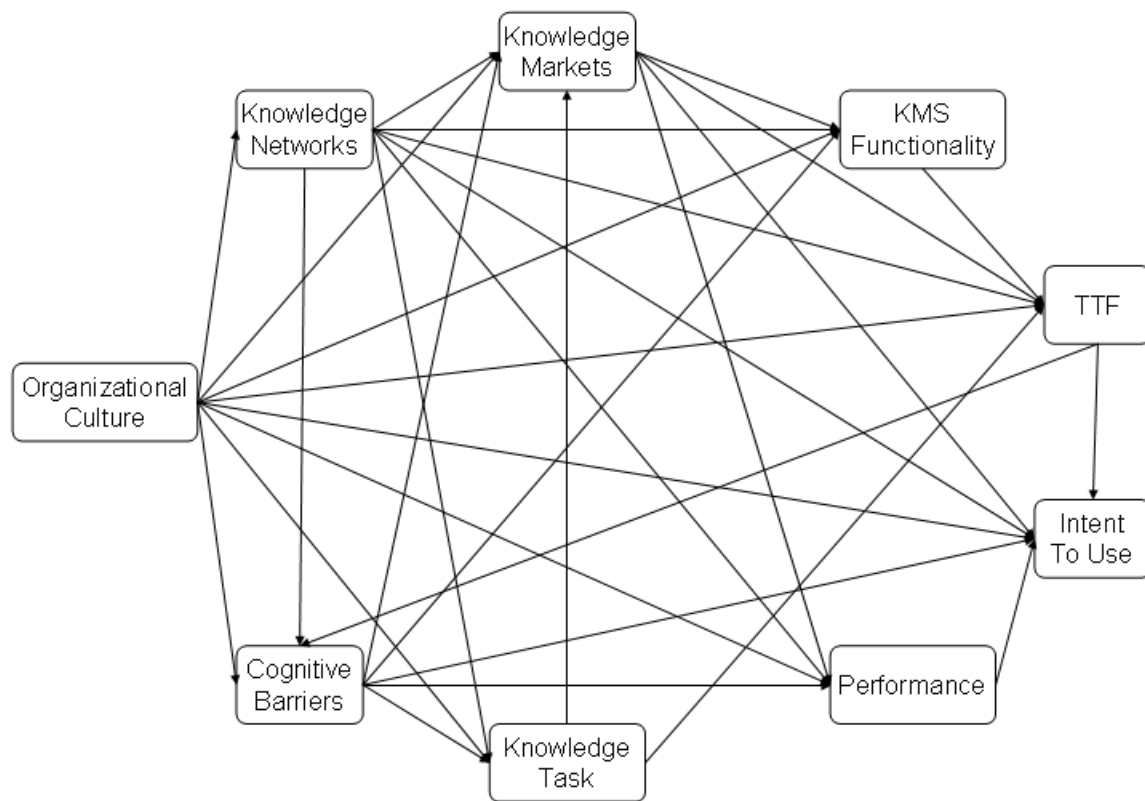 Knowledge
Markets
Knowledge
Networks
KMS
Functionality
TTF
Organizational
Culture
Intent
To Use
Cognitive
Barriers
Performance
Knowledge
Task